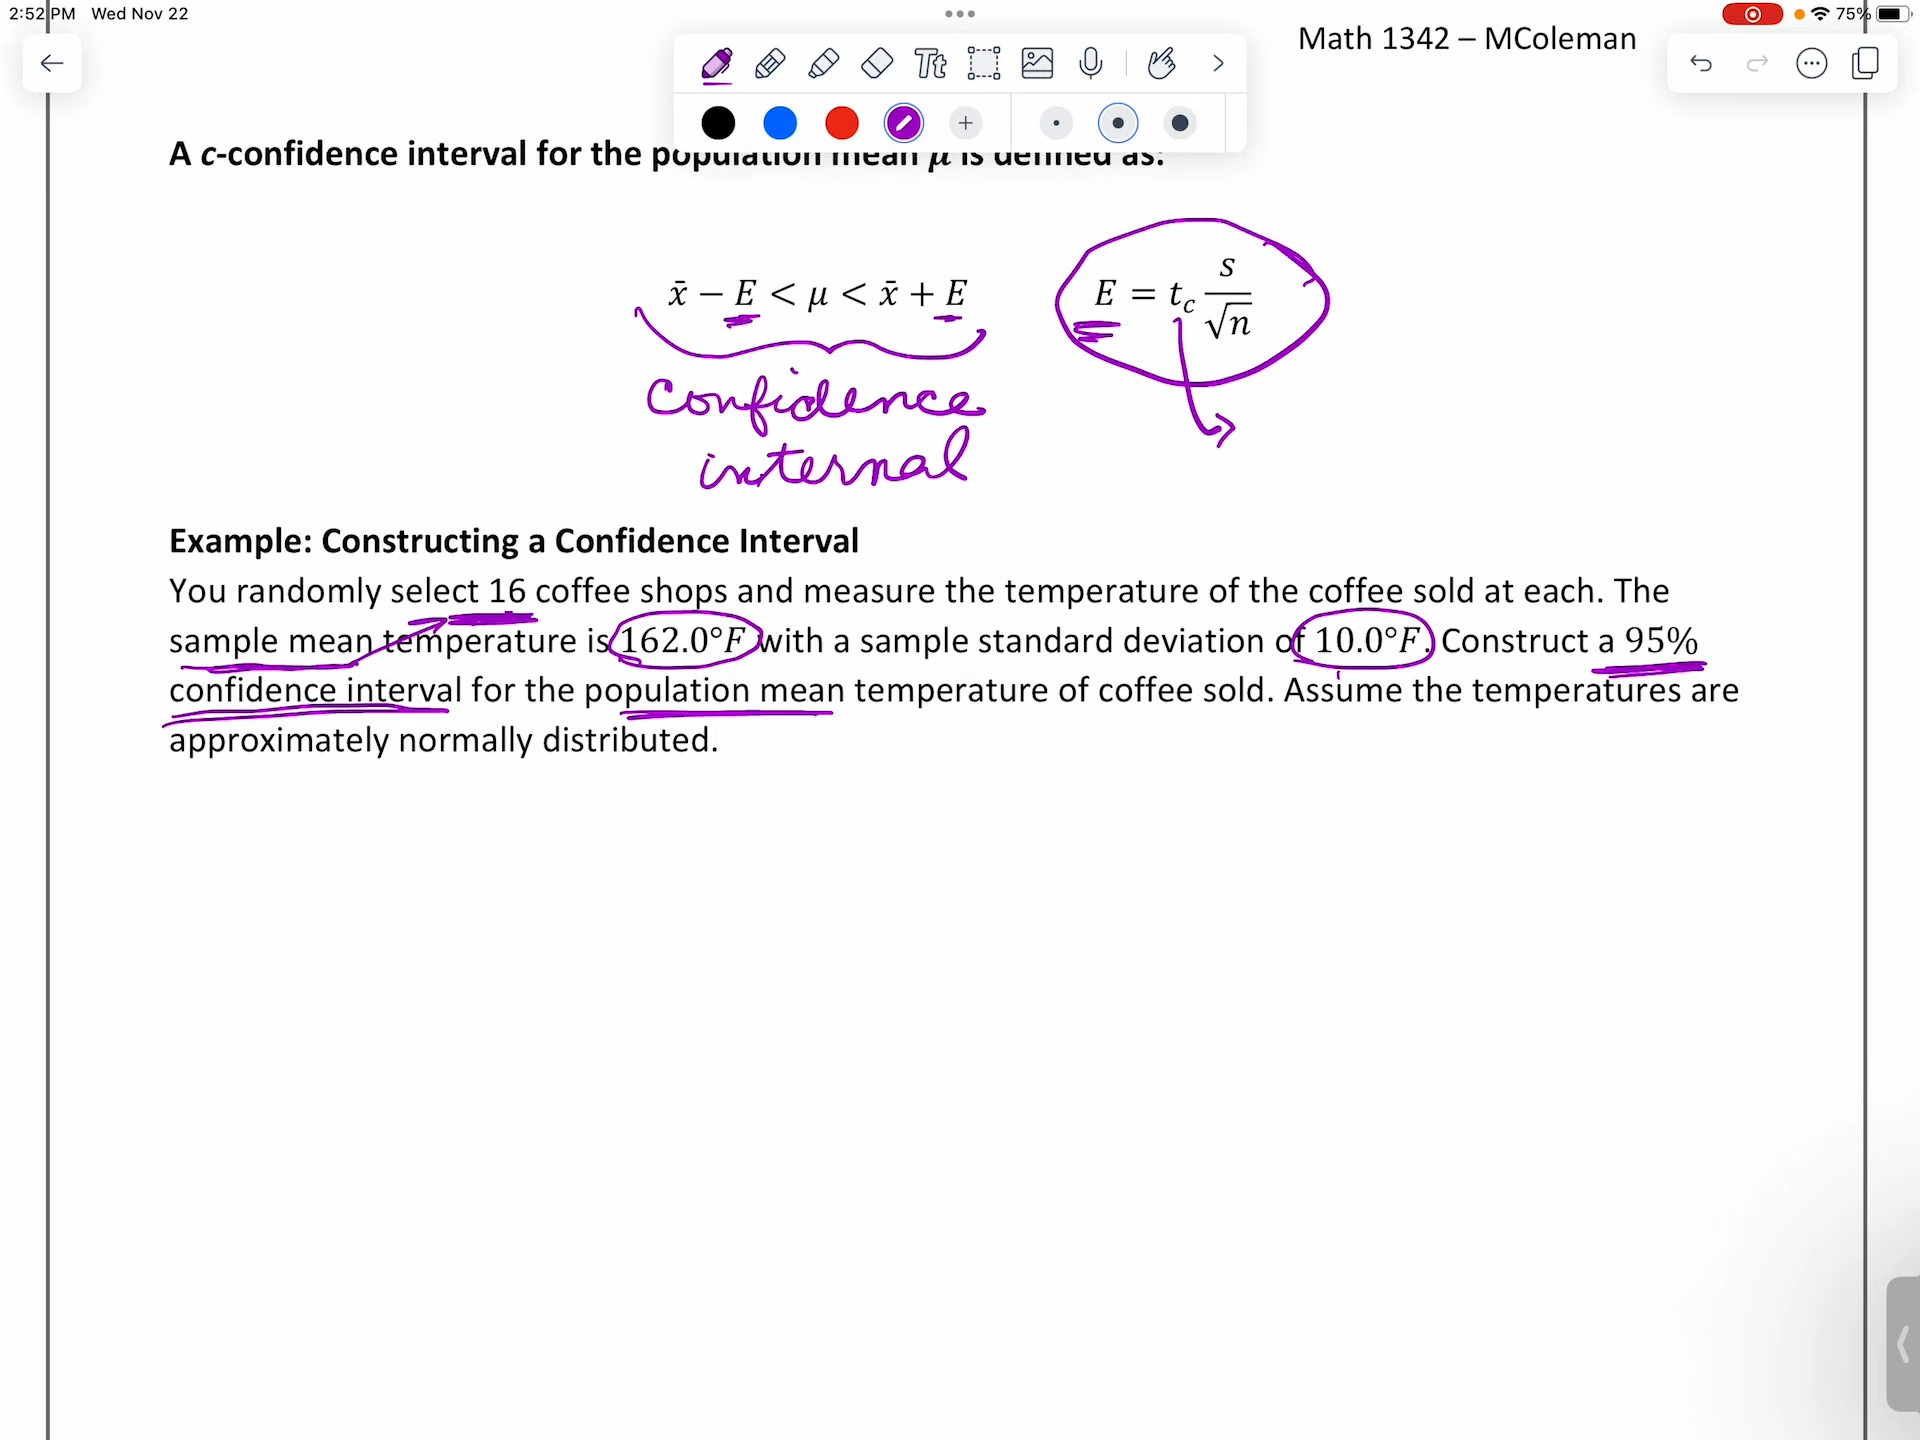 2:52 PM Wed Nov 22
75%
Math 1342 – MColeman
Tt
A c-confidence interval for the population mean μ is defined as:
x̄ − E < μ < x̄ + E
E = t_c s/√n
Confidence
internal
Example: Constructing a Confidence Interval
You randomly select 16 coffee shops and measure the temperature of the coffee sold at each. The
sample mean temperature is 162.0°F with a sample standard deviation of 10.0°F. Construct a 95%
confidence interval for the population mean temperature of coffee sold. Assume the temperatures are
approximately normally distributed.